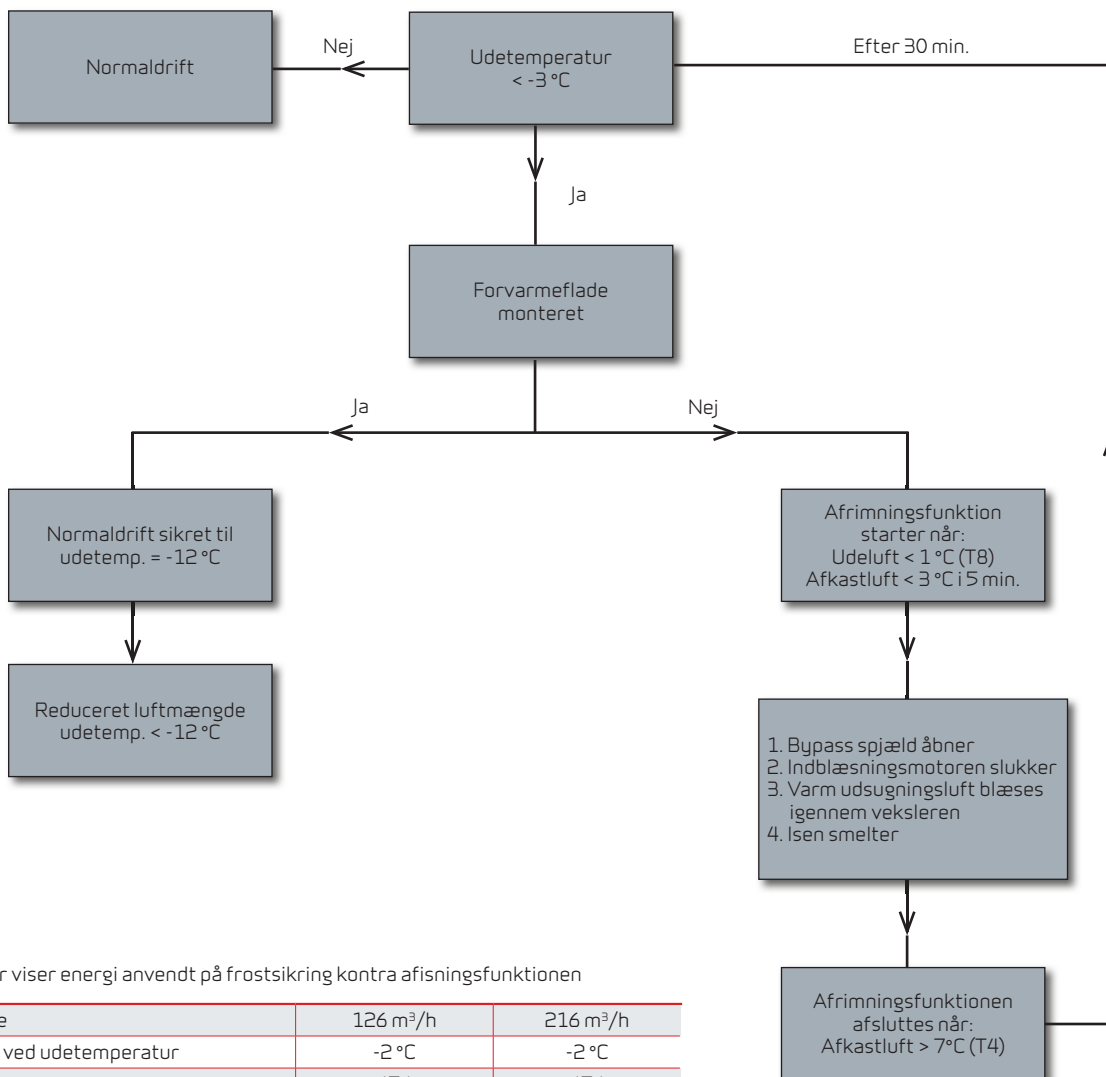 Normaldrift
Nej
Udetemperatur
< -3 °C
Efter 30 min.
Ja
Forvarmeflade
monteret
Ja
Nej
Normaldrift sikret til
udetemp. = -12 °C
Afrimningsfunktion
starter når:
Udeluft < 1 °C (T8)
Afkastluft < 3 °C i 5 min.
Reduceret luftmængde
udetemp. < -12 °C
1. Bypass spjæld åbner
2. Indblæsningsmotoren slukker
3. Varm udsugningsluft blæses
igennem veksleren
4. Isen smelter
Afrimningsfunktionen
afsluttes når:
Afkastluft > 7°C (T4)
viser energi anvendt på frostsikring kontra afisningsfunktionen
126 m³/h 216 m³/h
ved udetemperatur -2 °C -2 °C